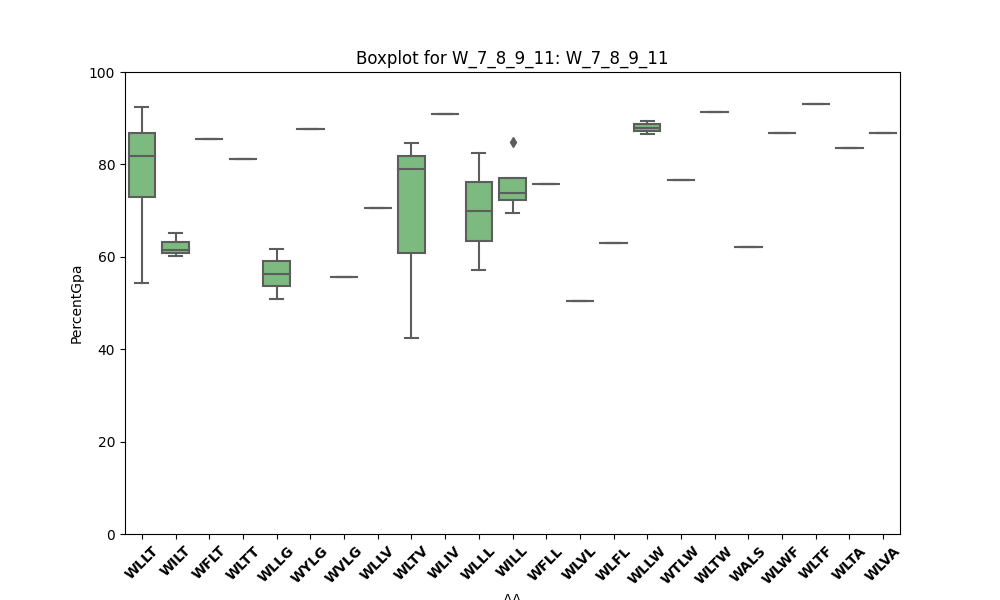 Boxplot for W_7_8_9_11: W_7_8_9_11
100
80
60
40
20
0
PercentGpa
WLLT WILT WFLT WLTT WLLG WYLG WVLG WLLV WLTV WLIV WLLL WILL WFLL WLVL WLFL WLLW WTLW WLTW WALS WLWF WLTF WLTA WLVA
AA